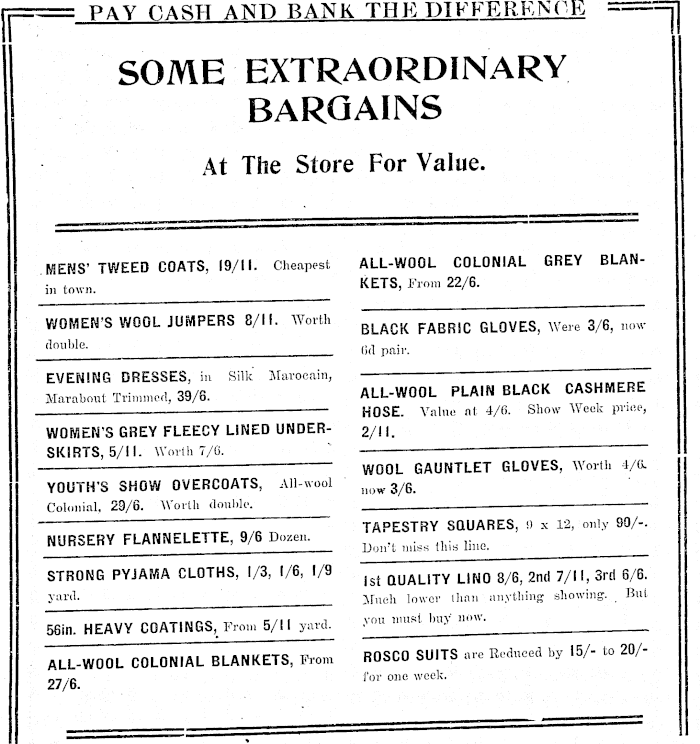 PAY CASH AND BANK THE DIFFERENCE
SOME EXTRAORDINARY
BARGAINS
At The Store For Value.
MENS' TWEED COATS, 19/11. Cheapest
in town.
WOMEN'S WOOL JUMPERS 8/11. Worth
double.
EVENING DRESSES, in Silk Marocain,
Marabout Trimmed, 39/6.
WOMEN'S GREY FLEECY LINED UNDER-
SKIRTS, 5/11. Worth 7/6.
YOUTH'S SHOW OVERCOATS, All-wool
Colonial, 29/6. Worth double.
NURSERY FLANNELETTE, 9/6 Dozen.
STRONG PYJAMA CLOTHS, 1/3, 1/6, 1/9
yard.
56in. HEAVY COATINGS, From 5/11 yard.
ALL-WOOL COLONIAL BLANKETS, From
27/6.
ALL-WOOL COLONIAL GREY BLAN-
KETS, From 22/6.
BLACK FABRIC GLOVES, Were 3/6, now
6d pair.
ALL-WOOL PLAIN BLACK CASHMERE
HOSE. Value at 4/6. Show Week price,
2/11.
WOOL GAUNTLET GLOVES, Worth 4/6.
now 3/6.
TAPESTRY SQUARES, 9 x 12, only 99/-.
Don't miss this line.
1st QUALITY LINO 8/6, 2nd 7/11, 3rd 6/6.
Much lower than anything showing. But
you must buy now.
ROSCO SUITS are Reduced by 15/- to 20/-
for one week.